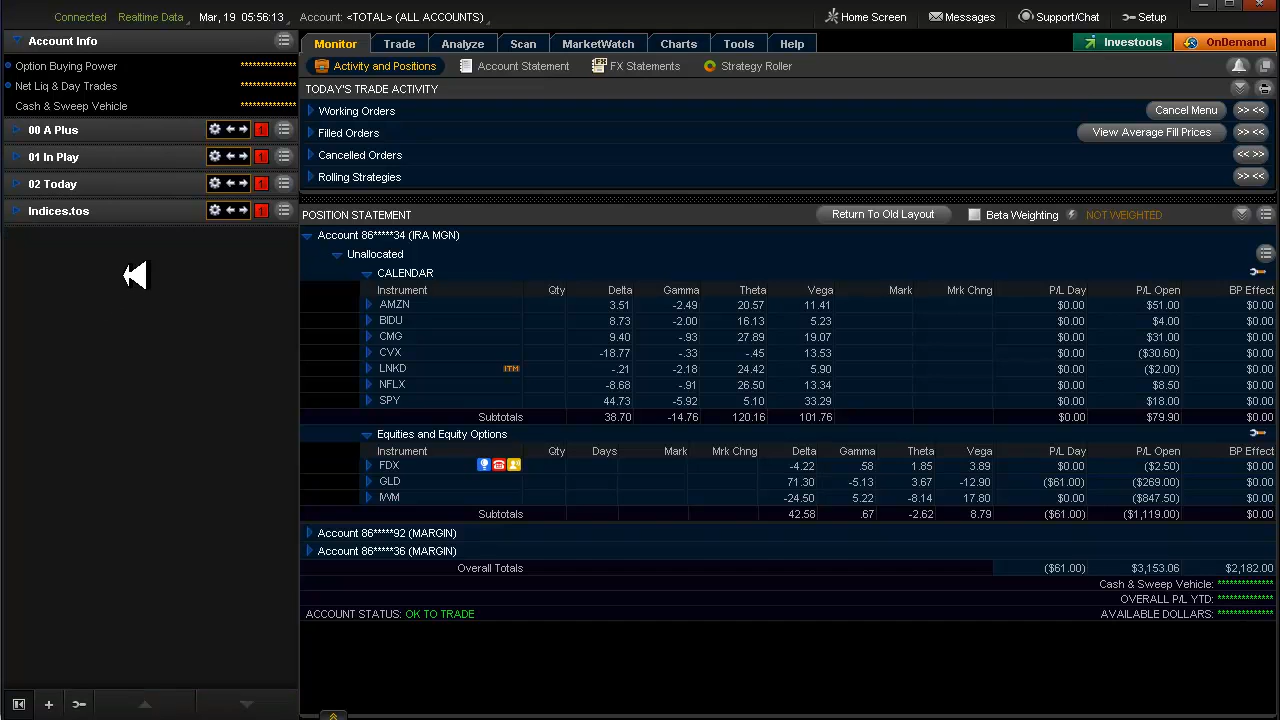 Connected Realtime Data Mar, 19 05:56:13 Account: <TOTAL> (ALL ACCOUNTS) Home Screen Messages Support/Chat Setup
Account Info
Option Buying Power *************
Net Liq & Day Trades *************
Cash & Sweep Vehicle *************
00 A Plus 1
01 In Play 1
02 Today 1
Indices.tos 1
Monitor Trade Analyze Scan MarketWatch Charts Tools Help Investools OnDemand
Activity and Positions Account Statement FX Statements Strategy Roller
TODAY'S TRADE ACTIVITY
Working Orders Cancel Menu >> <<
Filled Orders View Average Fill Prices >> <<
Cancelled Orders << >>
Rolling Strategies >> <<
POSITION STATEMENT Return To Old Layout Beta Weighting NOT WEIGHTED
Account 86*****34 (IRA MGN)
Unallocated
CALENDAR
Instrument Qty Delta Gamma Theta Vega Mark Mrk Chng P/L Day P/L Open BP Effect
AMZN 3.51 -2.49 20.57 11.41 $0.00 $51.00 $0.00
BIDU 8.73 -2.00 16.13 5.23 $0.00 $4.00 $0.00
CMG 9.40 -.93 27.89 19.07 $0.00 $31.00 $0.00
CVX -18.77 -.33 -.45 13.53 $0.00 ($30.60) $0.00
LNKD ITM -.21 -2.18 24.42 5.90 $0.00 ($2.00) $0.00
NFLX -8.68 -.91 26.50 13.34 $0.00 $8.50 $0.00
SPY 44.73 -5.92 5.10 33.29 $0.00 $18.00 $0.00
Subtotals 38.70 -14.76 120.16 101.76 $0.00 $79.90 $0.00
Equities and Equity Options
Instrument Qty Days Mark Mrk Chng Delta Gamma Theta Vega P/L Day P/L Open BP Effect
FDX -4.22 .58 1.85 3.89 $0.00 ($2.50) $0.00
GLD 71.30 -5.13 3.67 -12.90 ($61.00) ($269.00) $0.00
IWM -24.50 5.22 -8.14 17.80 $0.00 ($847.50) $0.00
Subtotals 42.58 .67 -2.62 8.79 ($61.00) ($1,119.00) $0.00
Account 86*****92 (MARGIN)
Account 86*****36 (MARGIN)
Overall Totals ($61.00) $3,153.06 $2,182.00
Cash & Sweep Vehicle: *************
OVERALL P/L YTD: *************
ACCOUNT STATUS: OK TO TRADE AVAILABLE DOLLARS: *************